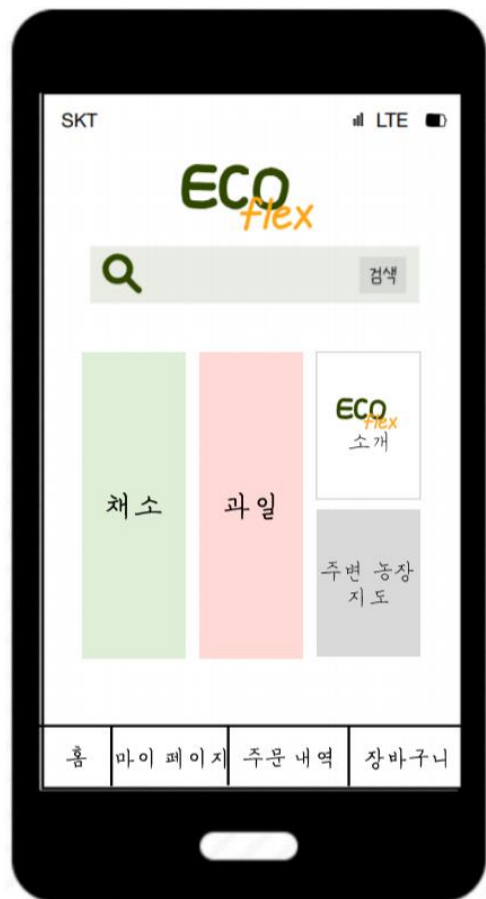 SKT LTE
ECO
flex
검색
채소
과일
ECO
flex
소개
주변 농장
지도
홈 마이 페이지 주문 내역 장바구니